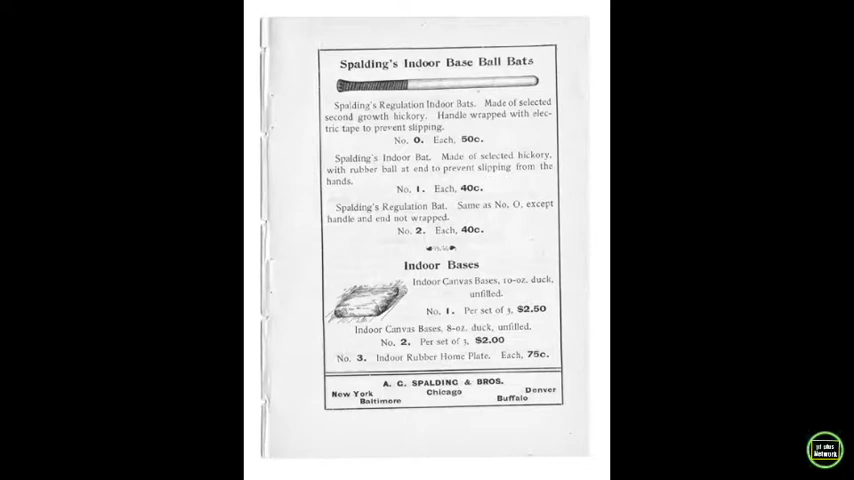 Spalding's Indoor Base Ball Bats
Spalding's Regulation Indoor Bats. Made of selected
second growth hickory. Handle wrapped with elec-
tric tape to prevent slipping.
No. 0. Each, 50c.
Spalding's Indoor Bat. Made of selected hickory,
with rubber ball at end to prevent slipping from the
hands.
No. 1. Each, 40c.
Spalding's Regulation Bat. Same as No. 0, except
handle and end not wrapped.
No. 2. Each, 40c.
Indoor Bases
Indoor Canvas Bases, 10-oz. duck,
unfilled.
No. 1. Per set of 3, $2.50
Indoor Canvas Bases, 8-oz. duck, unfilled.
No. 2. Per set of 3, $2.00
No. 3. Indoor Rubber Home Plate. Each, 75c.
A. G. SPALDING & BROS.
New York Chicago Denver
Baltimore Buffalo
pt plus
Network